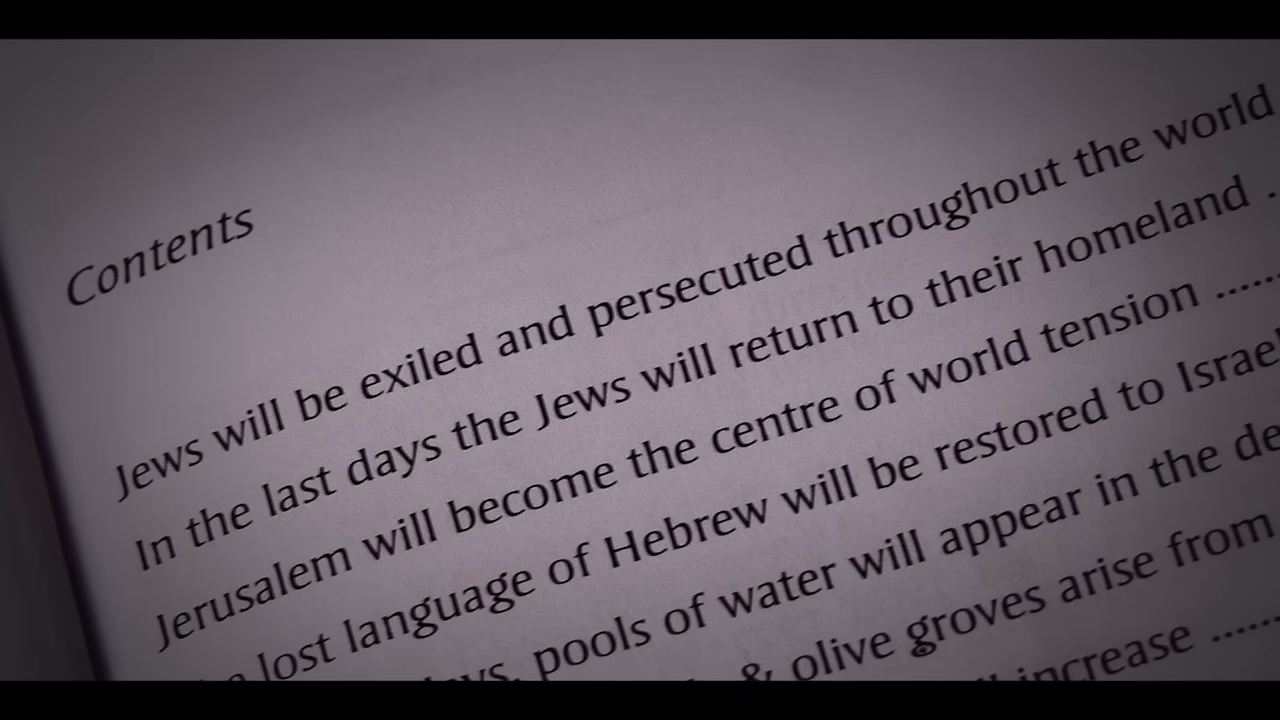 Contents
Jews will be exiled and persecuted throughout the world
In the last days the Jews will return to their homeland .
Jerusalem will become the centre of world tension ......
lost language of Hebrew will be restored to Israel
pools of water will appear in the
& olive groves arise from
increase ......